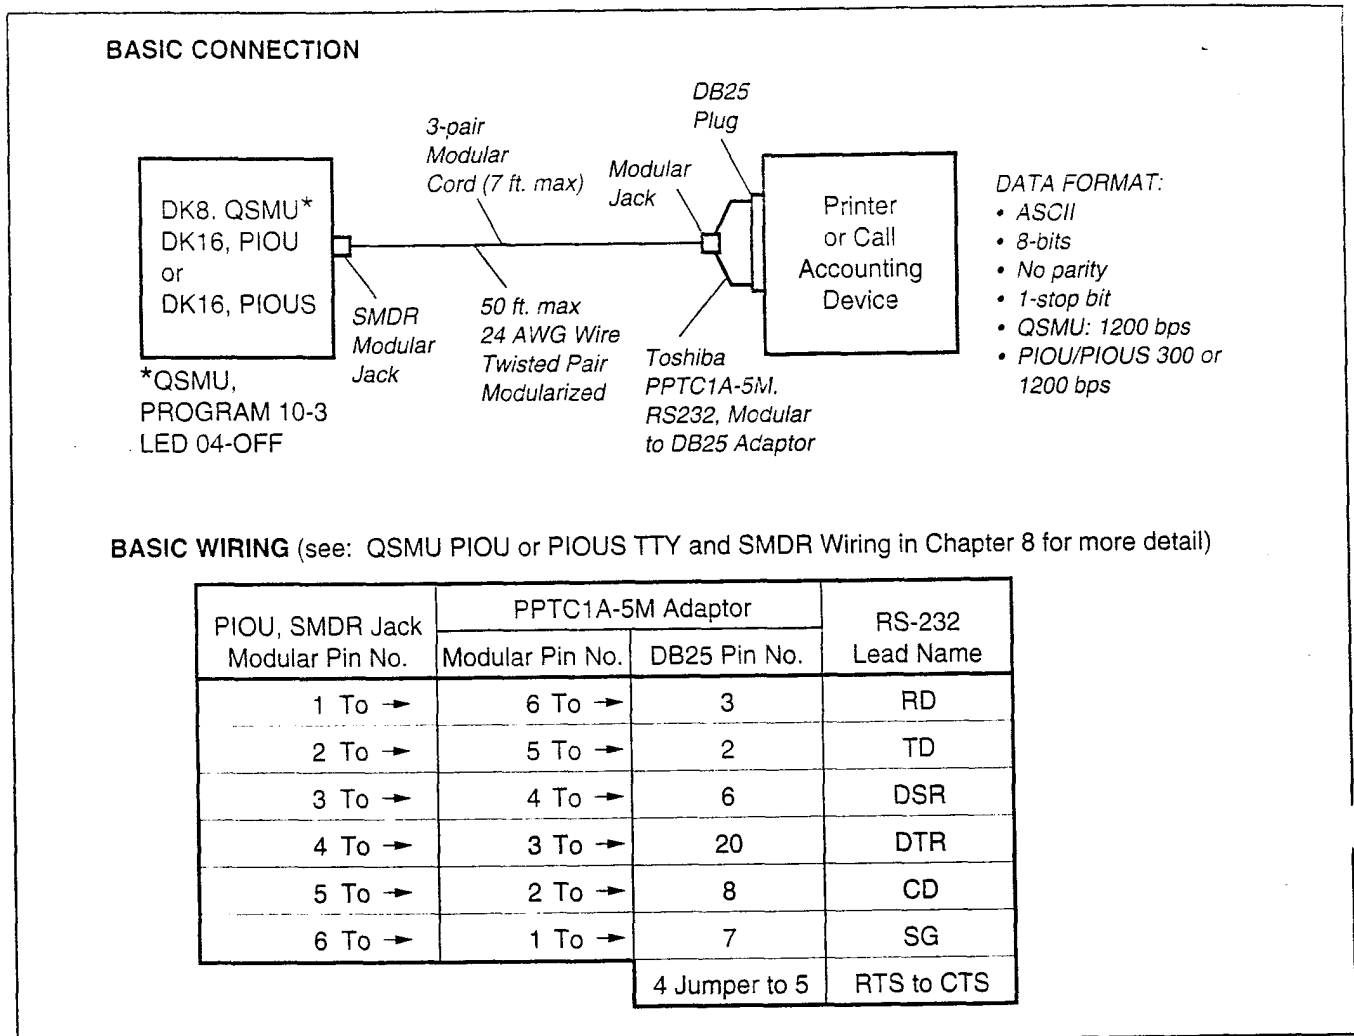 BASIC CONNECTION
DB25
Plug
3-pair
Modular
Cord (7 ft. max)
Modular
Jack
DK8. QSMU*
DK16, PIOU
or
DK16, PIOUS
Printer
or Call
Accounting
Device
DATA FORMAT:
• ASCII
• 8-bits
• No parity
• 1-stop bit
• QSMU: 1200 bps
• PIOU/PIOUS 300 or
1200 bps
SMDR
Modular
Jack
50 ft. max
24 AWG Wire
Twisted Pair
Modularized
Toshiba
PPTC1A-5M.
RS232, Modular
to DB25 Adaptor
*QSMU,
PROGRAM 10-3
LED 04-OFF
BASIC WIRING (see: QSMU PIOU or PIOUS TTY and SMDR Wiring in Chapter 8 for more detail)
PIOU, SMDR Jack
Modular Pin No.
PPTC1A-5M Adaptor
Modular Pin No.
DB25 Pin No.
RS-232
Lead Name
1 To → 6 To → 3 RD
2 To → 5 To → 2 TD
3 To → 4 To → 6 DSR
4 To → 3 To → 20 DTR
5 To → 2 To → 8 CD
6 To → 1 To → 7 SG
4 Jumper to 5 RTS to CTS